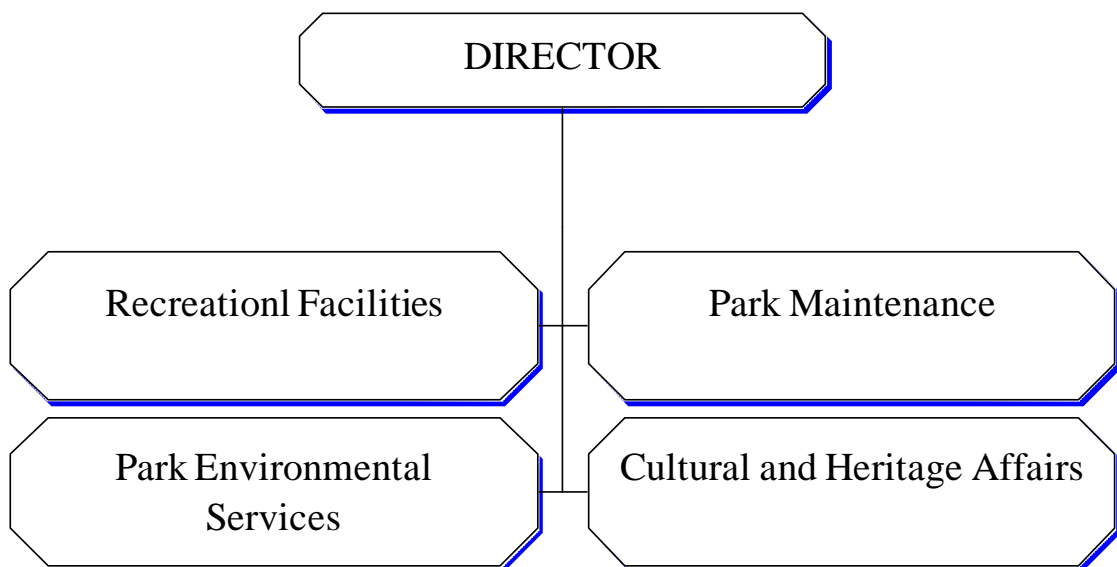 DIRECTOR
Recreationl Facilities
Park Maintenance
Park Environmental
Services
Cultural and Heritage Affairs